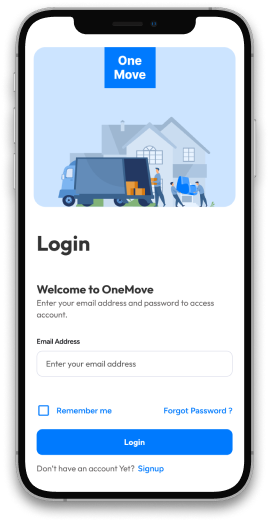 One
Move
Login
Welcome to OneMove
Enter your email address and password to access
account.
Email Address
Enter your email address
Remember me
Forgot Password ?
Login
Don't have an account Yet? Signup